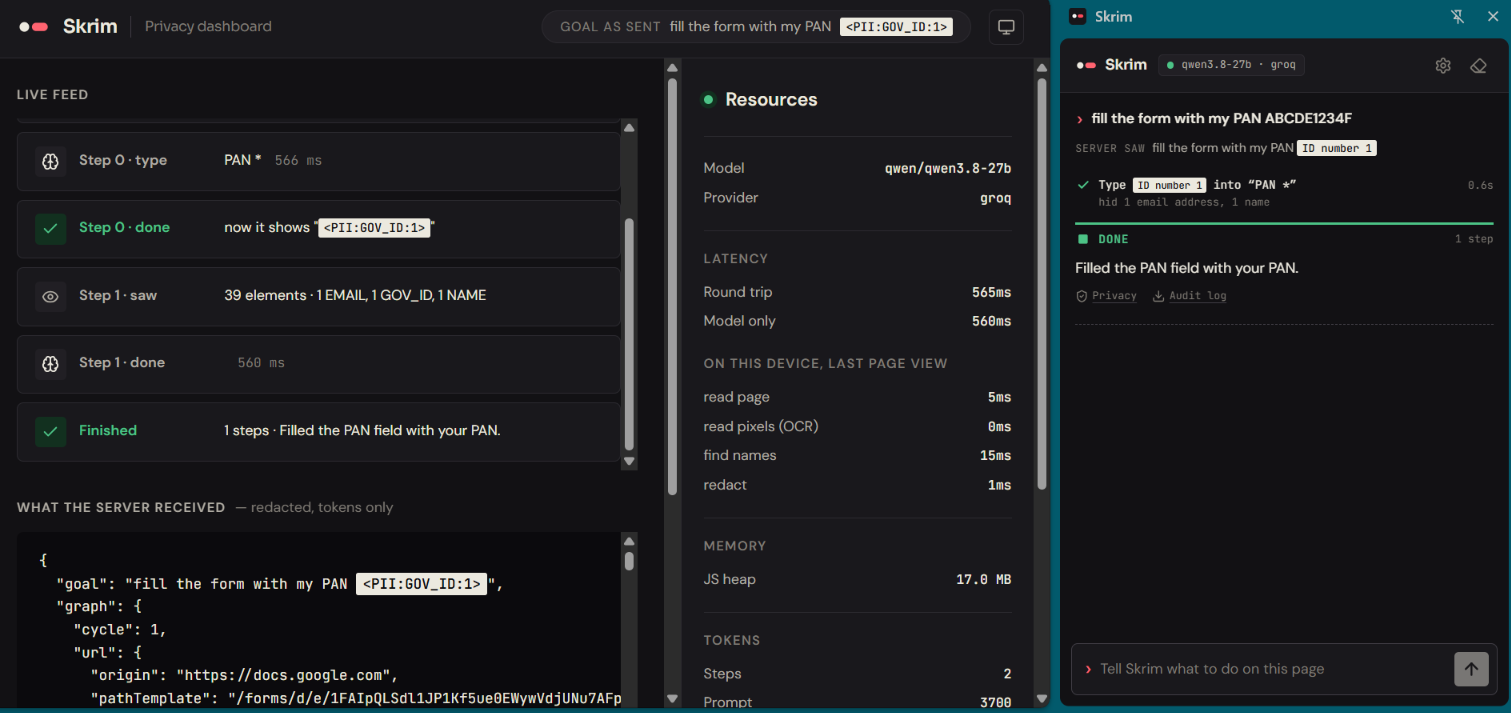 Skrim
Privacy dashboard
GOAL AS SENT fill the form with my PAN <PII:GOV_ID:1>
LIVE FEED
Step 0 · type PAN * 566 ms
Step 0 · done now it shows "<PII:GOV_ID:1>"
Step 1 · saw 39 elements · 1 EMAIL, 1 GOV_ID, 1 NAME
Step 1 · done 560 ms
Finished 1 steps · Filled the PAN field with your PAN.
WHAT THE SERVER RECEIVED — redacted, tokens only
{
"goal": "fill the form with my PAN <PII:GOV_ID:1>",
"graph": {
"cycle": 1,
"url": {
"origin": "https://docs.google.com",
"pathTemplate": "/forms/d/e/1FAIpQLSdl1JP1Kf5ue0EWywVdjUNu7AFp
Resources
Model qwen/qwen3.8-27b
Provider groq
LATENCY
Round trip 565ms
Model only 560ms
ON THIS DEVICE, LAST PAGE VIEW
read page 5ms
read pixels (OCR) 0ms
find names 15ms
redact 1ms
MEMORY
JS heap 17.0 MB
TOKENS
Steps 2
Prompt 3700
Skrim
Skrim qwen3.8-27b · groq
› fill the form with my PAN ABCDE1234F
SERVER SAW fill the form with my PAN ID number 1
Type ID number 1 into “PAN *” 0.6s
hid 1 email address, 1 name
DONE 1 step
Filled the PAN field with your PAN.
Privacy Audit log
› Tell Skrim what to do on this page